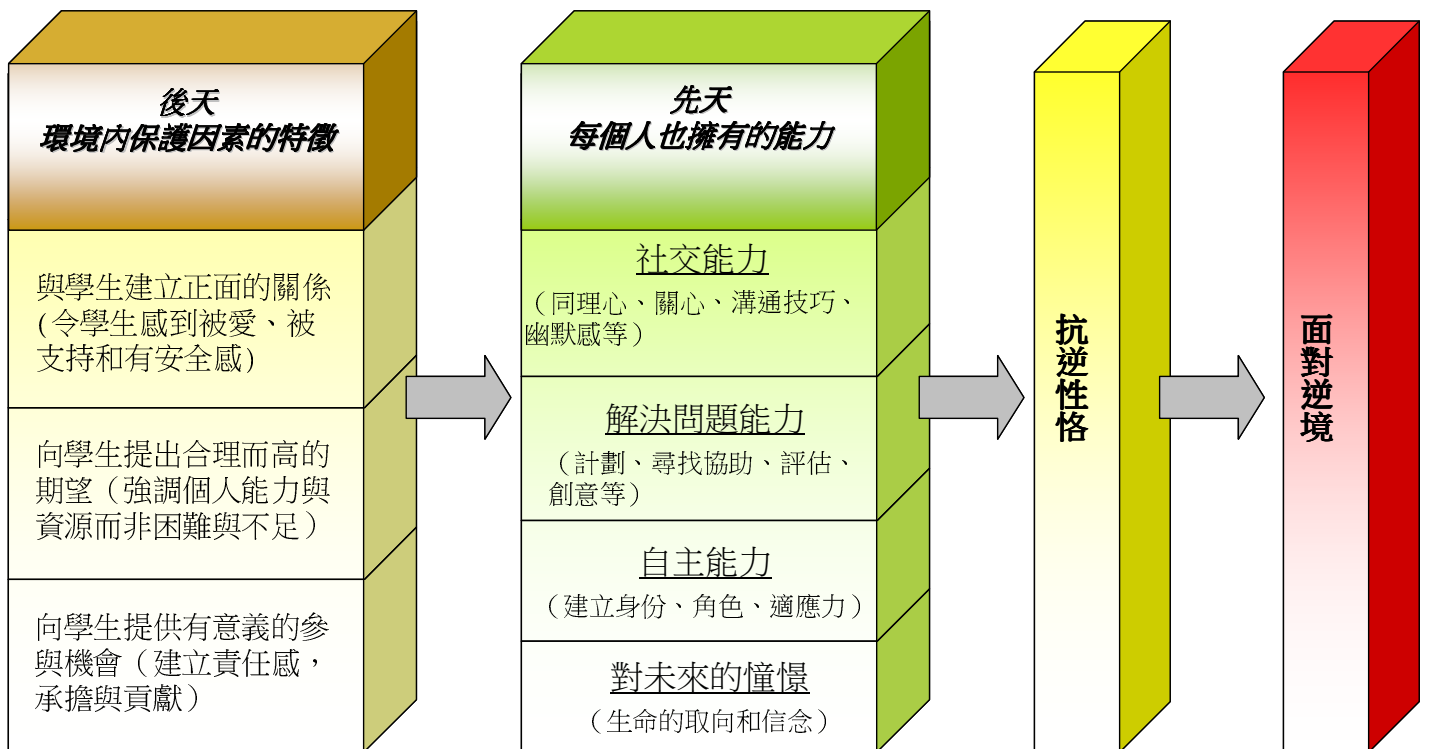 後天
環境內保護因素的特徵
與學生建立正面的關係
(令學生感到被愛、被
支持和有安全感)
向學生提出合理而高的
期望（強調個人能力與
資源而非困難與不足）
向學生提供有意義的參
與機會（建立責任感，
承擔與貢獻）
先天
每個人也擁有的能力
社交能力
（同理心、關心、溝通技巧、
幽默感等）
解決問題能力
（計劃、尋找協助、評估、
創意等）
自主能力
（建立身份、角色、適應力）
對未來的憧憬
（生命的取向和信念）
抗逆性恪
面對逆境